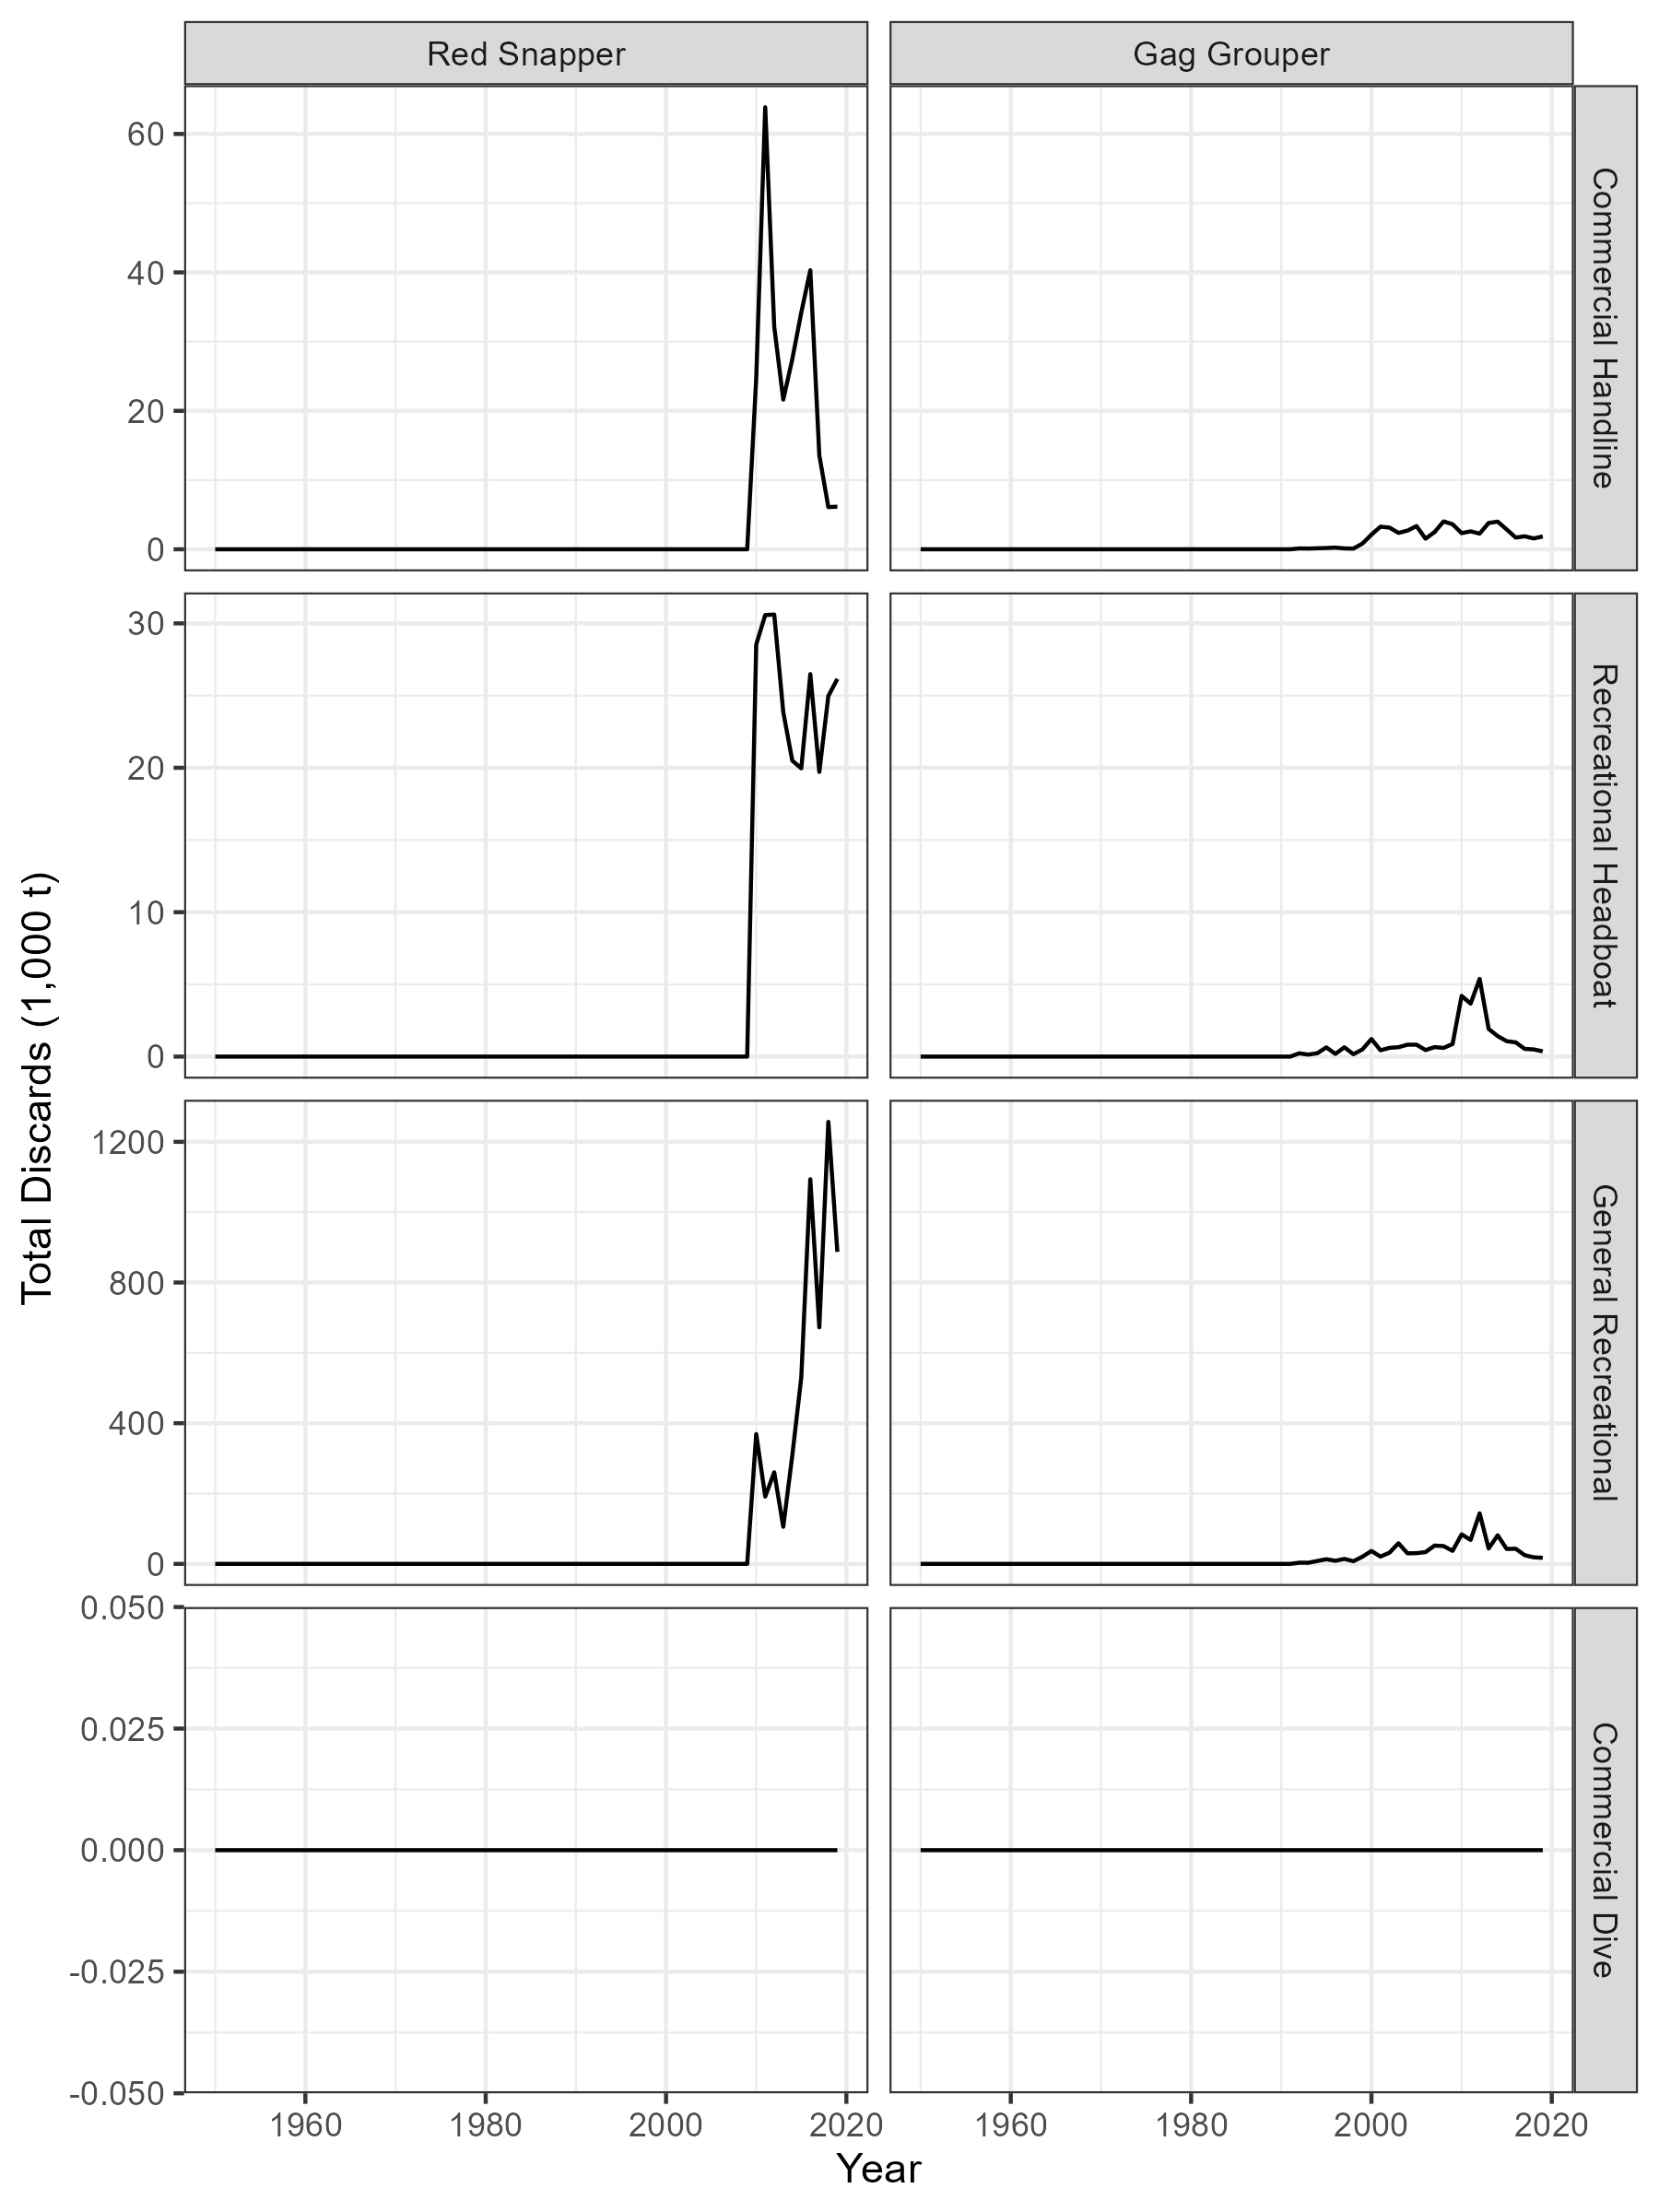 Red Snapper
Gag Grouper
60
40
20
0
Commercial Handline
30
20
10
0
Recreational Headboat
1200
800
400
0
General Recreational
0.050
0.025
0.000
-0.025
-0.050
Commercial Dive
Total Discards (1,000 t)
1960 1980 2000 2020 1960 1980 2000 2020
Year